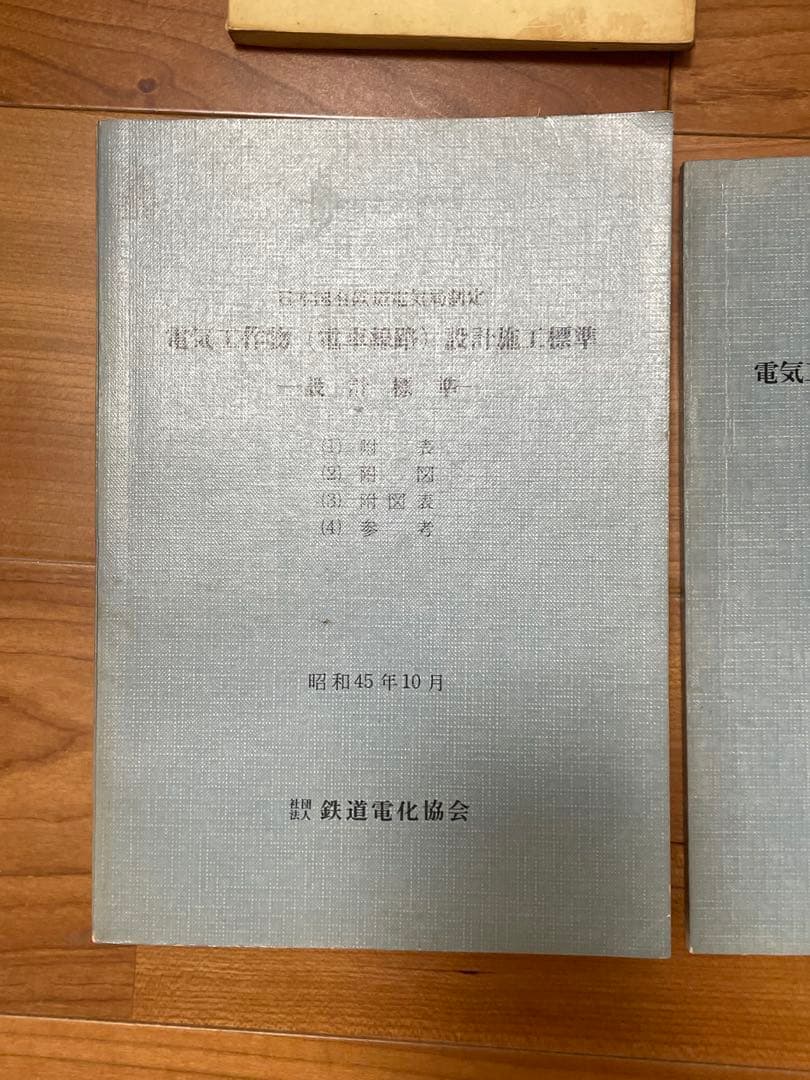 日本国有鉄道電気局制定
電気工作物（電車線路）設計施工標準
―設計標準―
(1) 附表
(2) 附図
(3) 附図表
(4) 参考
昭和45年10月
社団法人 鉄道電化協会
電気